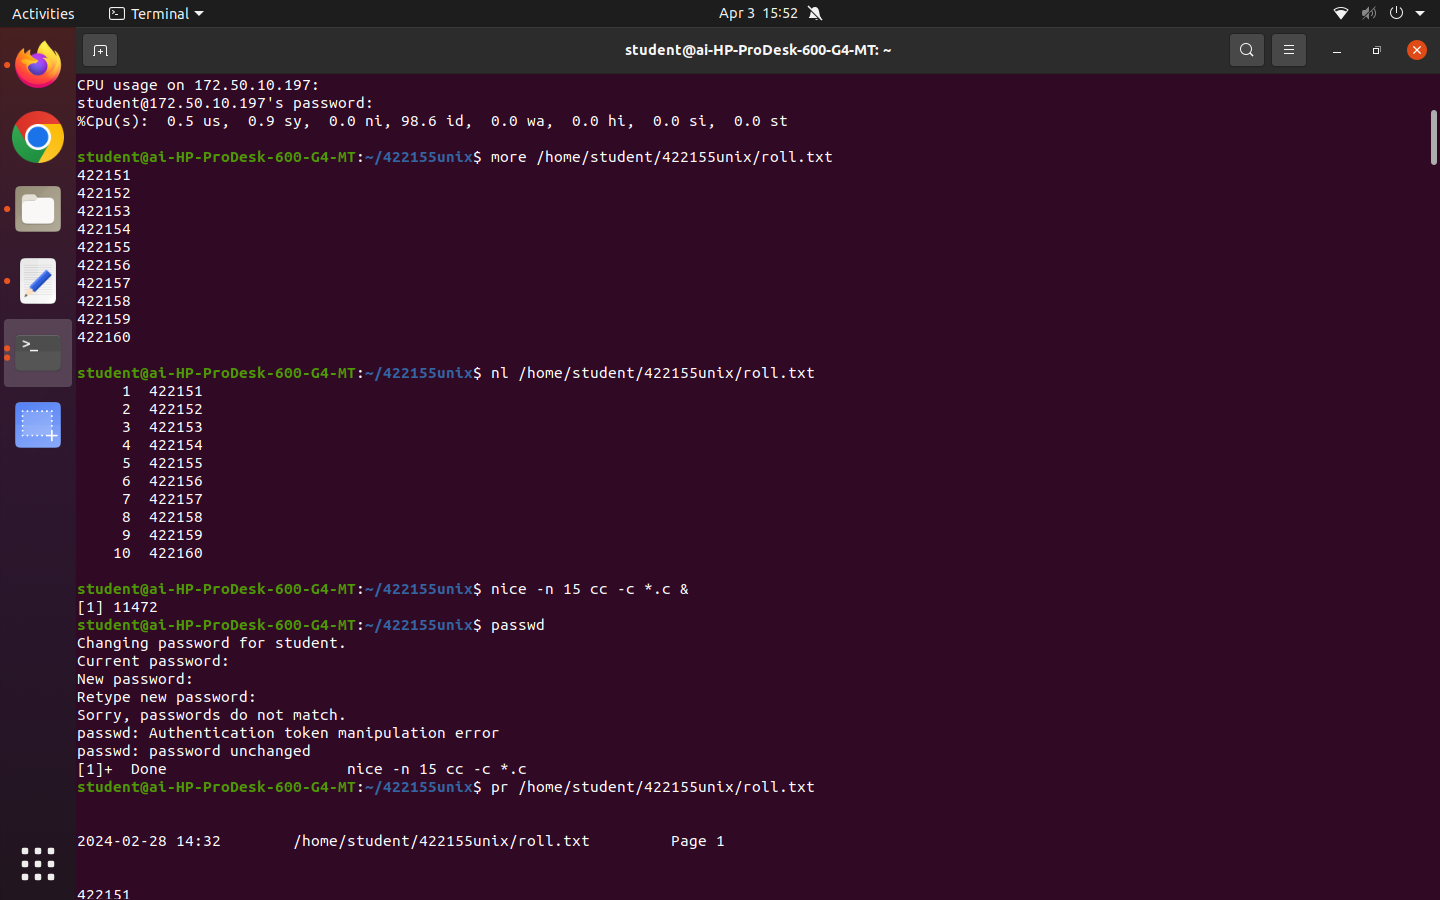 Activities
Terminal
Apr 3 15:52
student@ai-HP-ProDesk-600-G4-MT: ~
CPU usage on 172.50.10.197:
student@172.50.10.197's password:
%Cpu(s):  0.5 us,  0.9 sy,  0.0 ni, 98.6 id,  0.0 wa,  0.0 hi,  0.0 si,  0.0 st
student@ai-HP-ProDesk-600-G4-MT:~/422155unix$ more /home/student/422155unix/roll.txt
422151
422152
422153
422154
422155
422156
422157
422158
422159
422160
student@ai-HP-ProDesk-600-G4-MT:~/422155unix$ nl /home/student/422155unix/roll.txt
     1  422151
     2  422152
     3  422153
     4  422154
     5  422155
     6  422156
     7  422157
     8  422158
     9  422159
    10  422160
student@ai-HP-ProDesk-600-G4-MT:~/422155unix$ nice -n 15 cc -c *.c &
[1] 11472
student@ai-HP-ProDesk-600-G4-MT:~/422155unix$ passwd
Changing password for student.
Current password:
New password:
Retype new password:
Sorry, passwords do not match.
passwd: Authentication token manipulation error
passwd: password unchanged
[1]+  Done                    nice -n 15 cc -c *.c
student@ai-HP-ProDesk-600-G4-MT:~/422155unix$ pr /home/student/422155unix/roll.txt
2024-02-28 14:32        /home/student/422155unix/roll.txt         Page 1
422151